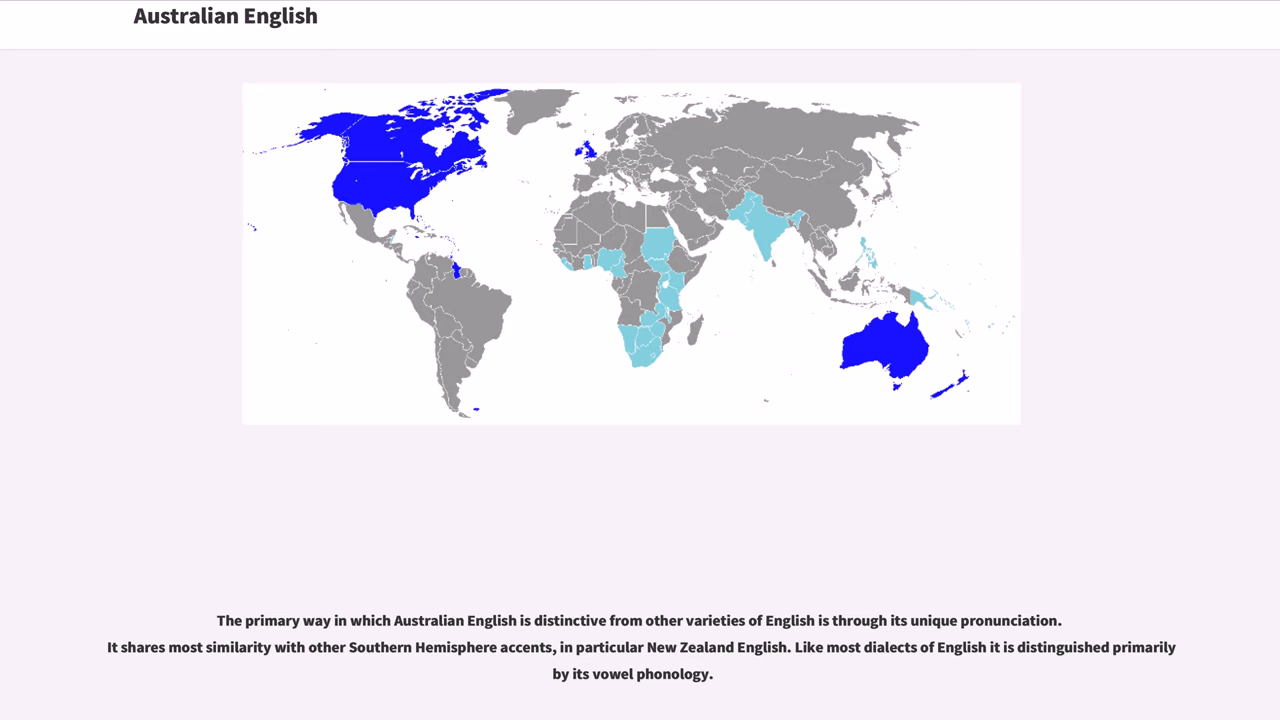 Australian English
The primary way in which Australian English is distinctive from other varieties of English is through its unique pronunciation.
It shares most similarity with other Southern Hemisphere accents, in particular New Zealand English. Like most dialects of English it is distinguished primarily
by its vowel phonology.